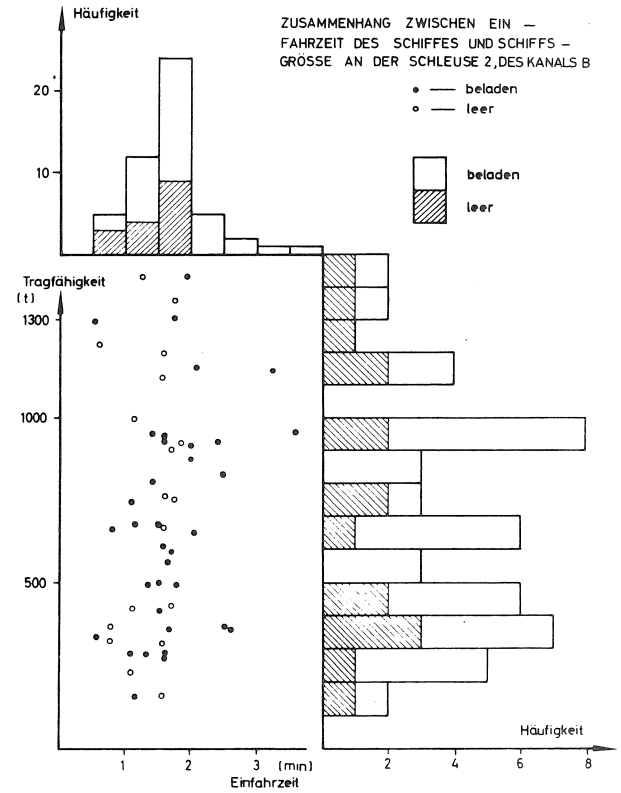 Häufigkeit
ZUSAMMENHANG ZWISCHEN EIN –
FAHRZEIT DES SCHIFFES UND SCHIFFS –
GRÖSSE AN DER SCHLEUSE 2, DES KANALS B
beladen
leer
20
10
beladen
leer
Tragfähigkeit
(t)
1300
1000
500
Häufigkeit
1 2 3 (min)
2 4 6 8
Einfahrzeit